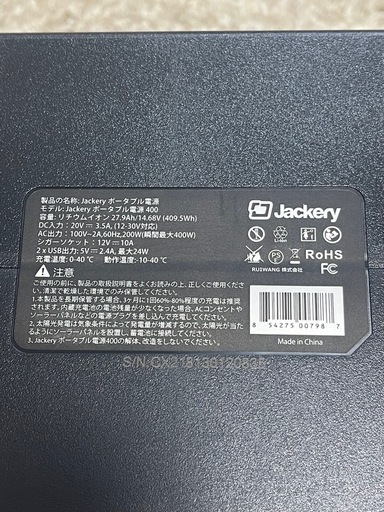 製品の名称: Jackery ポータブル電源
モデル: Jackery ポータブル電源 400
容量: リチウムイオン 27.9Ah/14.68V (409.5Wh)
DC入力: 20V ⎓ 3.5A (12-30V対応)
AC出力: 100V~2A,60Hz,200W(瞬間最大400W)
シガーソケット: 12V ⎓ 10A
2 x USB出力: 5V ⎓ 2.4A, 最大24W
充電温度: 0-40 ℃ 動作温度:-10-40 ℃
Jackery
Li-ion
PSE
RoHS
RUIWANG 株式会社
FC
⚠注意
ご使用の前に、製品の取扱説明書をよくお読みの上、正しくご使用ください。清潔で乾燥した環境で保管してご使用ください。
1.本製品を長期保管する場合、3ヶ月に1回60%-80%程度の充電は推奨されます。内蔵充電池の電池残量が少なくなった場合、ACコンセントやソーラーパネルなどの電源プラグを差し込んで充電してください。
2. 太陽光発電は気象条件によって発電量が増減するので、太陽光が当たるようにソーラーパネルを設置し、蓄電池に接続してください。
3. Jackery ポータブル電源400の解体、改造をしないでください。
8 54275 00798 7
Made in China